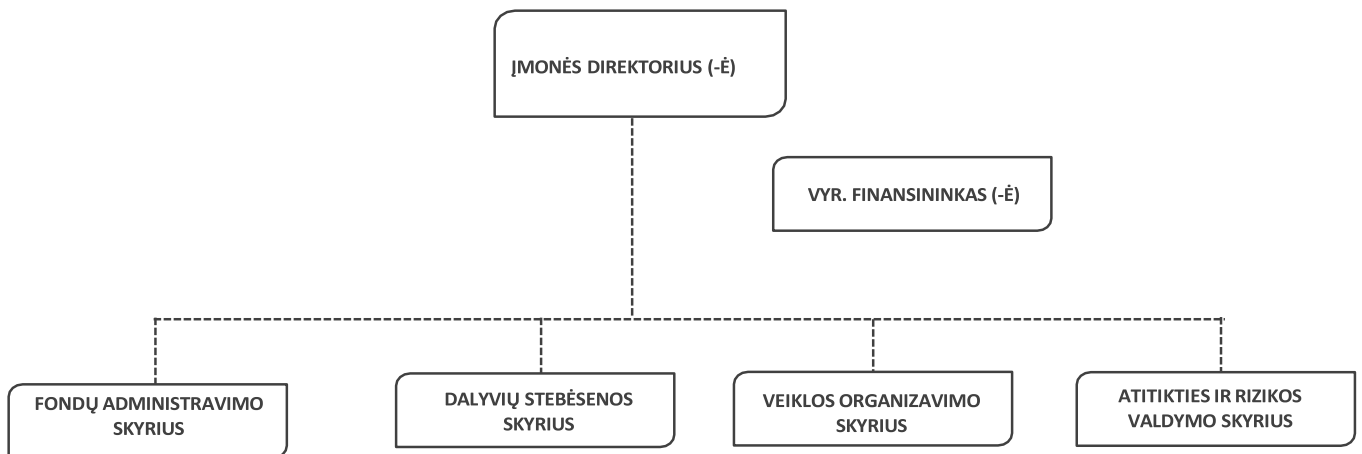 ĮMONĖS DIREKTORIUS (-Ė)
VYR. FINANSININKAS (-Ė)
FONDŲ ADMINISTRAVIMO
SKYRIUS
DALYVIŲ STEBĖSENOS
SKYRIUS
VEIKLOS ORGANIZAVIMO
SKYRIUS
ATITIKTIES IR RIZIKOS
VALDYMO SKYRIUS